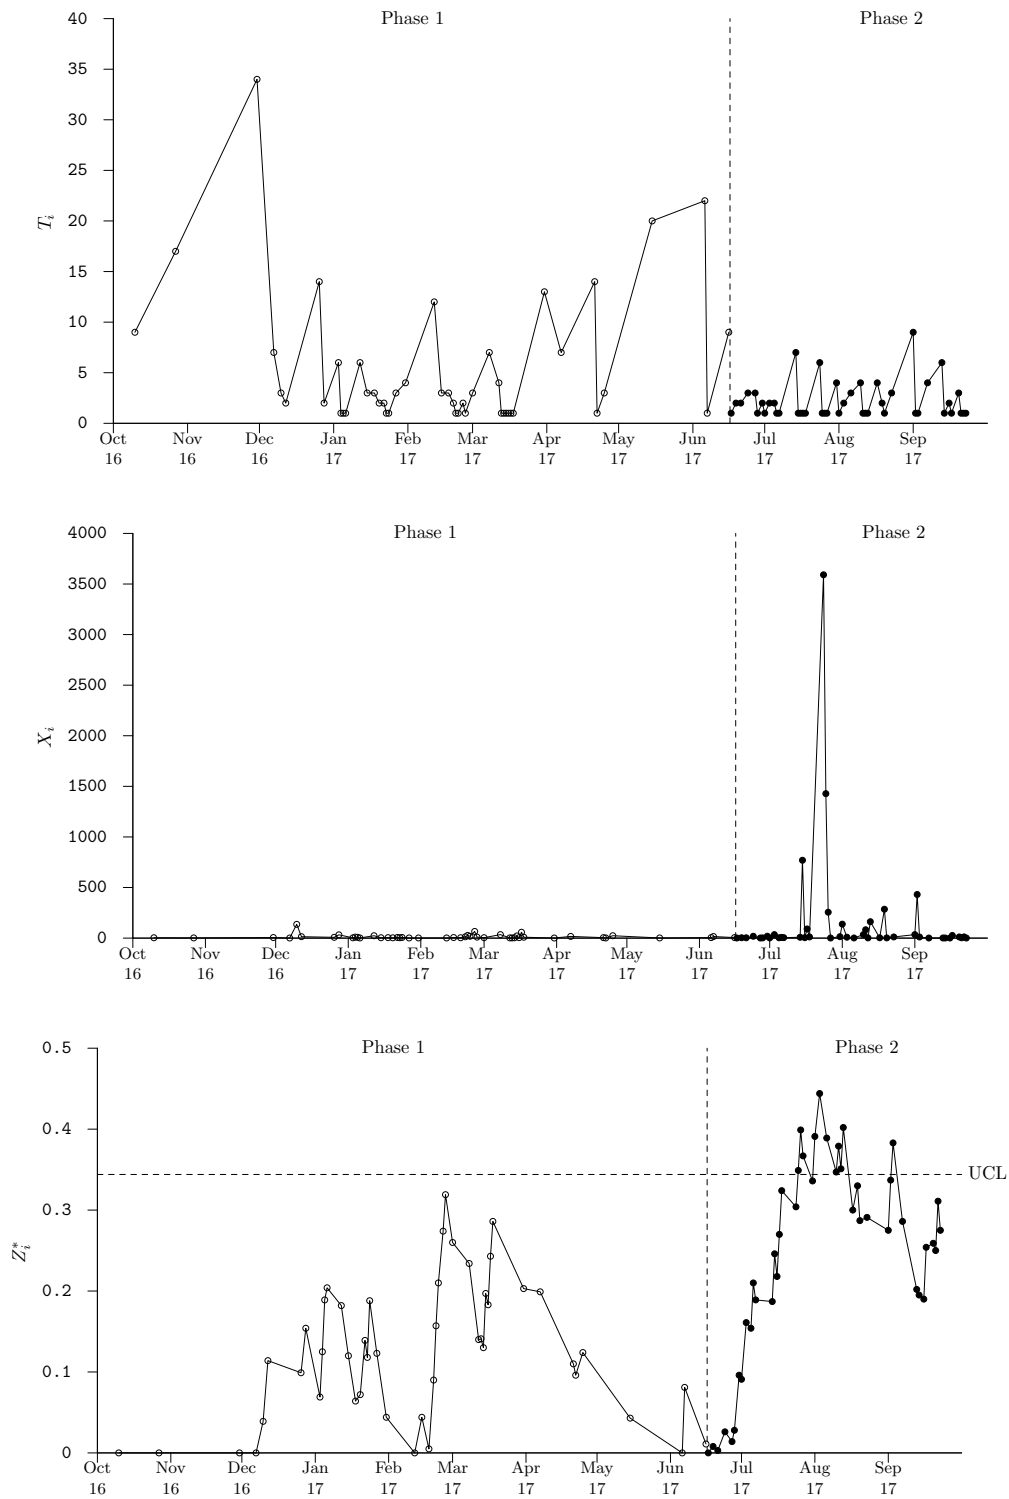 Phase 1 Phase 2
40
35
30
25
20
15
10
5
0
T_i
Oct Nov Dec Jan Feb Mar Apr May Jun Jul Aug Sep
16 16 16 17 17 17 17 17 17 17 17 17
Phase 1 Phase 2
4000
3500
3000
2500
2000
1500
1000
500
0
X_i
Oct Nov Dec Jan Feb Mar Apr May Jun Jul Aug Sep
16 16 16 17 17 17 17 17 17 17 17 17
Phase 1 Phase 2
0.5
0.4
UCL
0.3
0.2
0.1
0
Z_i^*
Oct Nov Dec Jan Feb Mar Apr May Jun Jul Aug Sep
16 16 16 17 17 17 17 17 17 17 17 17